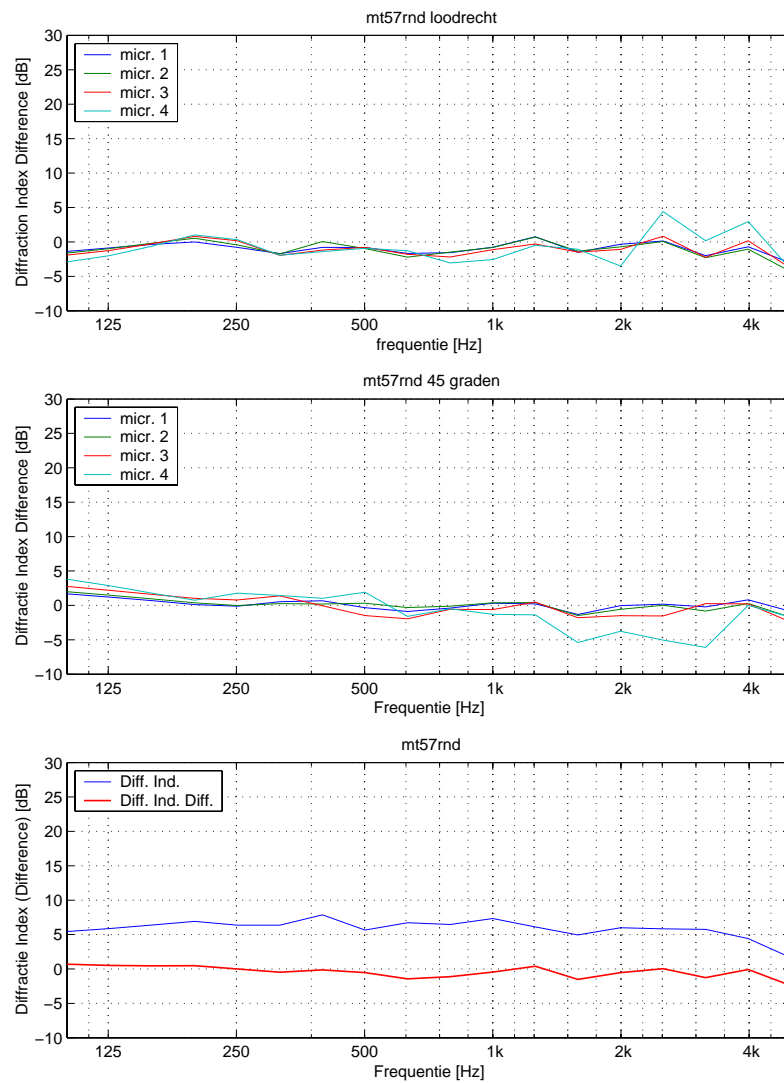 mt57rnd loodrecht
30
25
20
15
10
5
0
−5
−10
Diffraction Index Difference [dB]
micr. 1
micr. 2
micr. 3
micr. 4
125 250 500 1k 2k 4k
frequentie [Hz]
mt57rnd 45 graden
30
25
20
15
10
5
0
−5
−10
Diffractie Index Difference [dB]
micr. 1
micr. 2
micr. 3
micr. 4
125 250 500 1k 2k 4k
Frequentie [Hz]
mt57rnd
30
25
20
15
10
5
0
−5
−10
Diffractie Index (Difference) [dB]
Diff. Ind.
Diff. Ind. Diff.
125 250 500 1k 2k 4k
Frequentie [Hz]